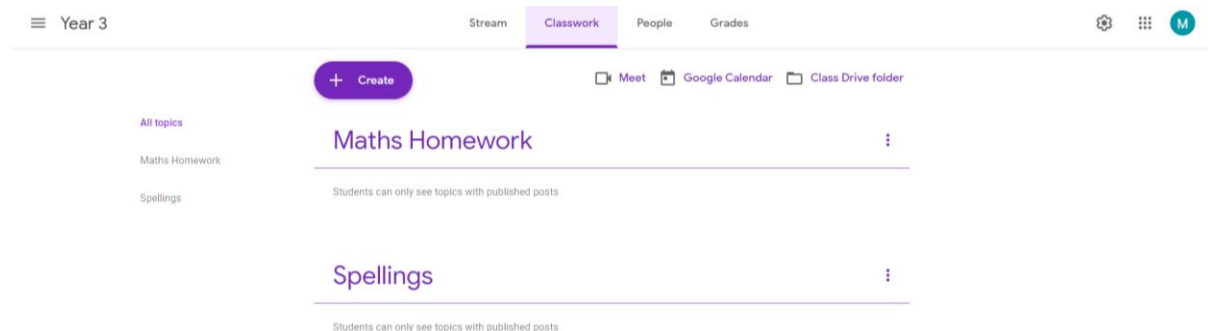 Year 3
Stream Classwork People Grades
M
+ Create
Meet Google Calendar Class Drive folder
All topics
Maths Homework
Spellings
Maths Homework
Students can only see topics with published posts
Spellings
Students can only see topics with published posts